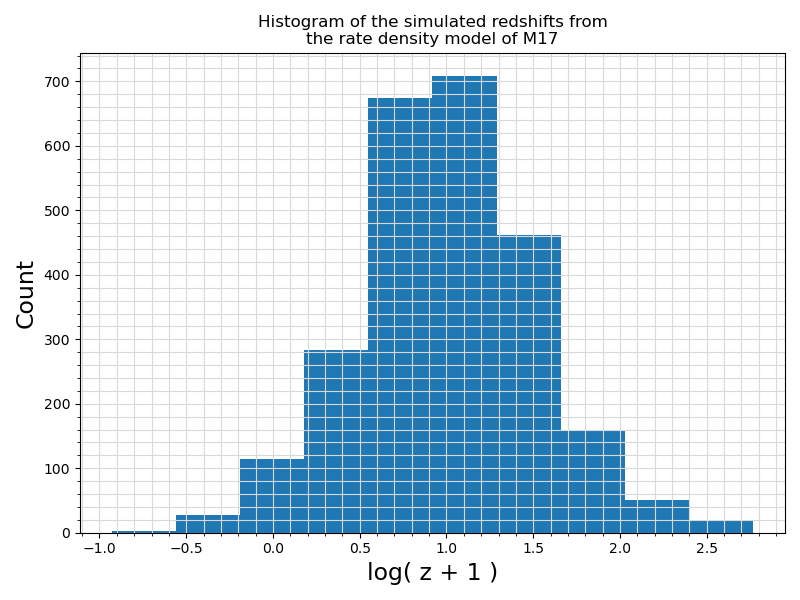 Histogram of the simulated redshifts from
the rate density model of M17
700
600
500
400
300
200
100
0
Count
−1.0 −0.5 0.0 0.5 1.0 1.5 2.0 2.5
log( z + 1 )